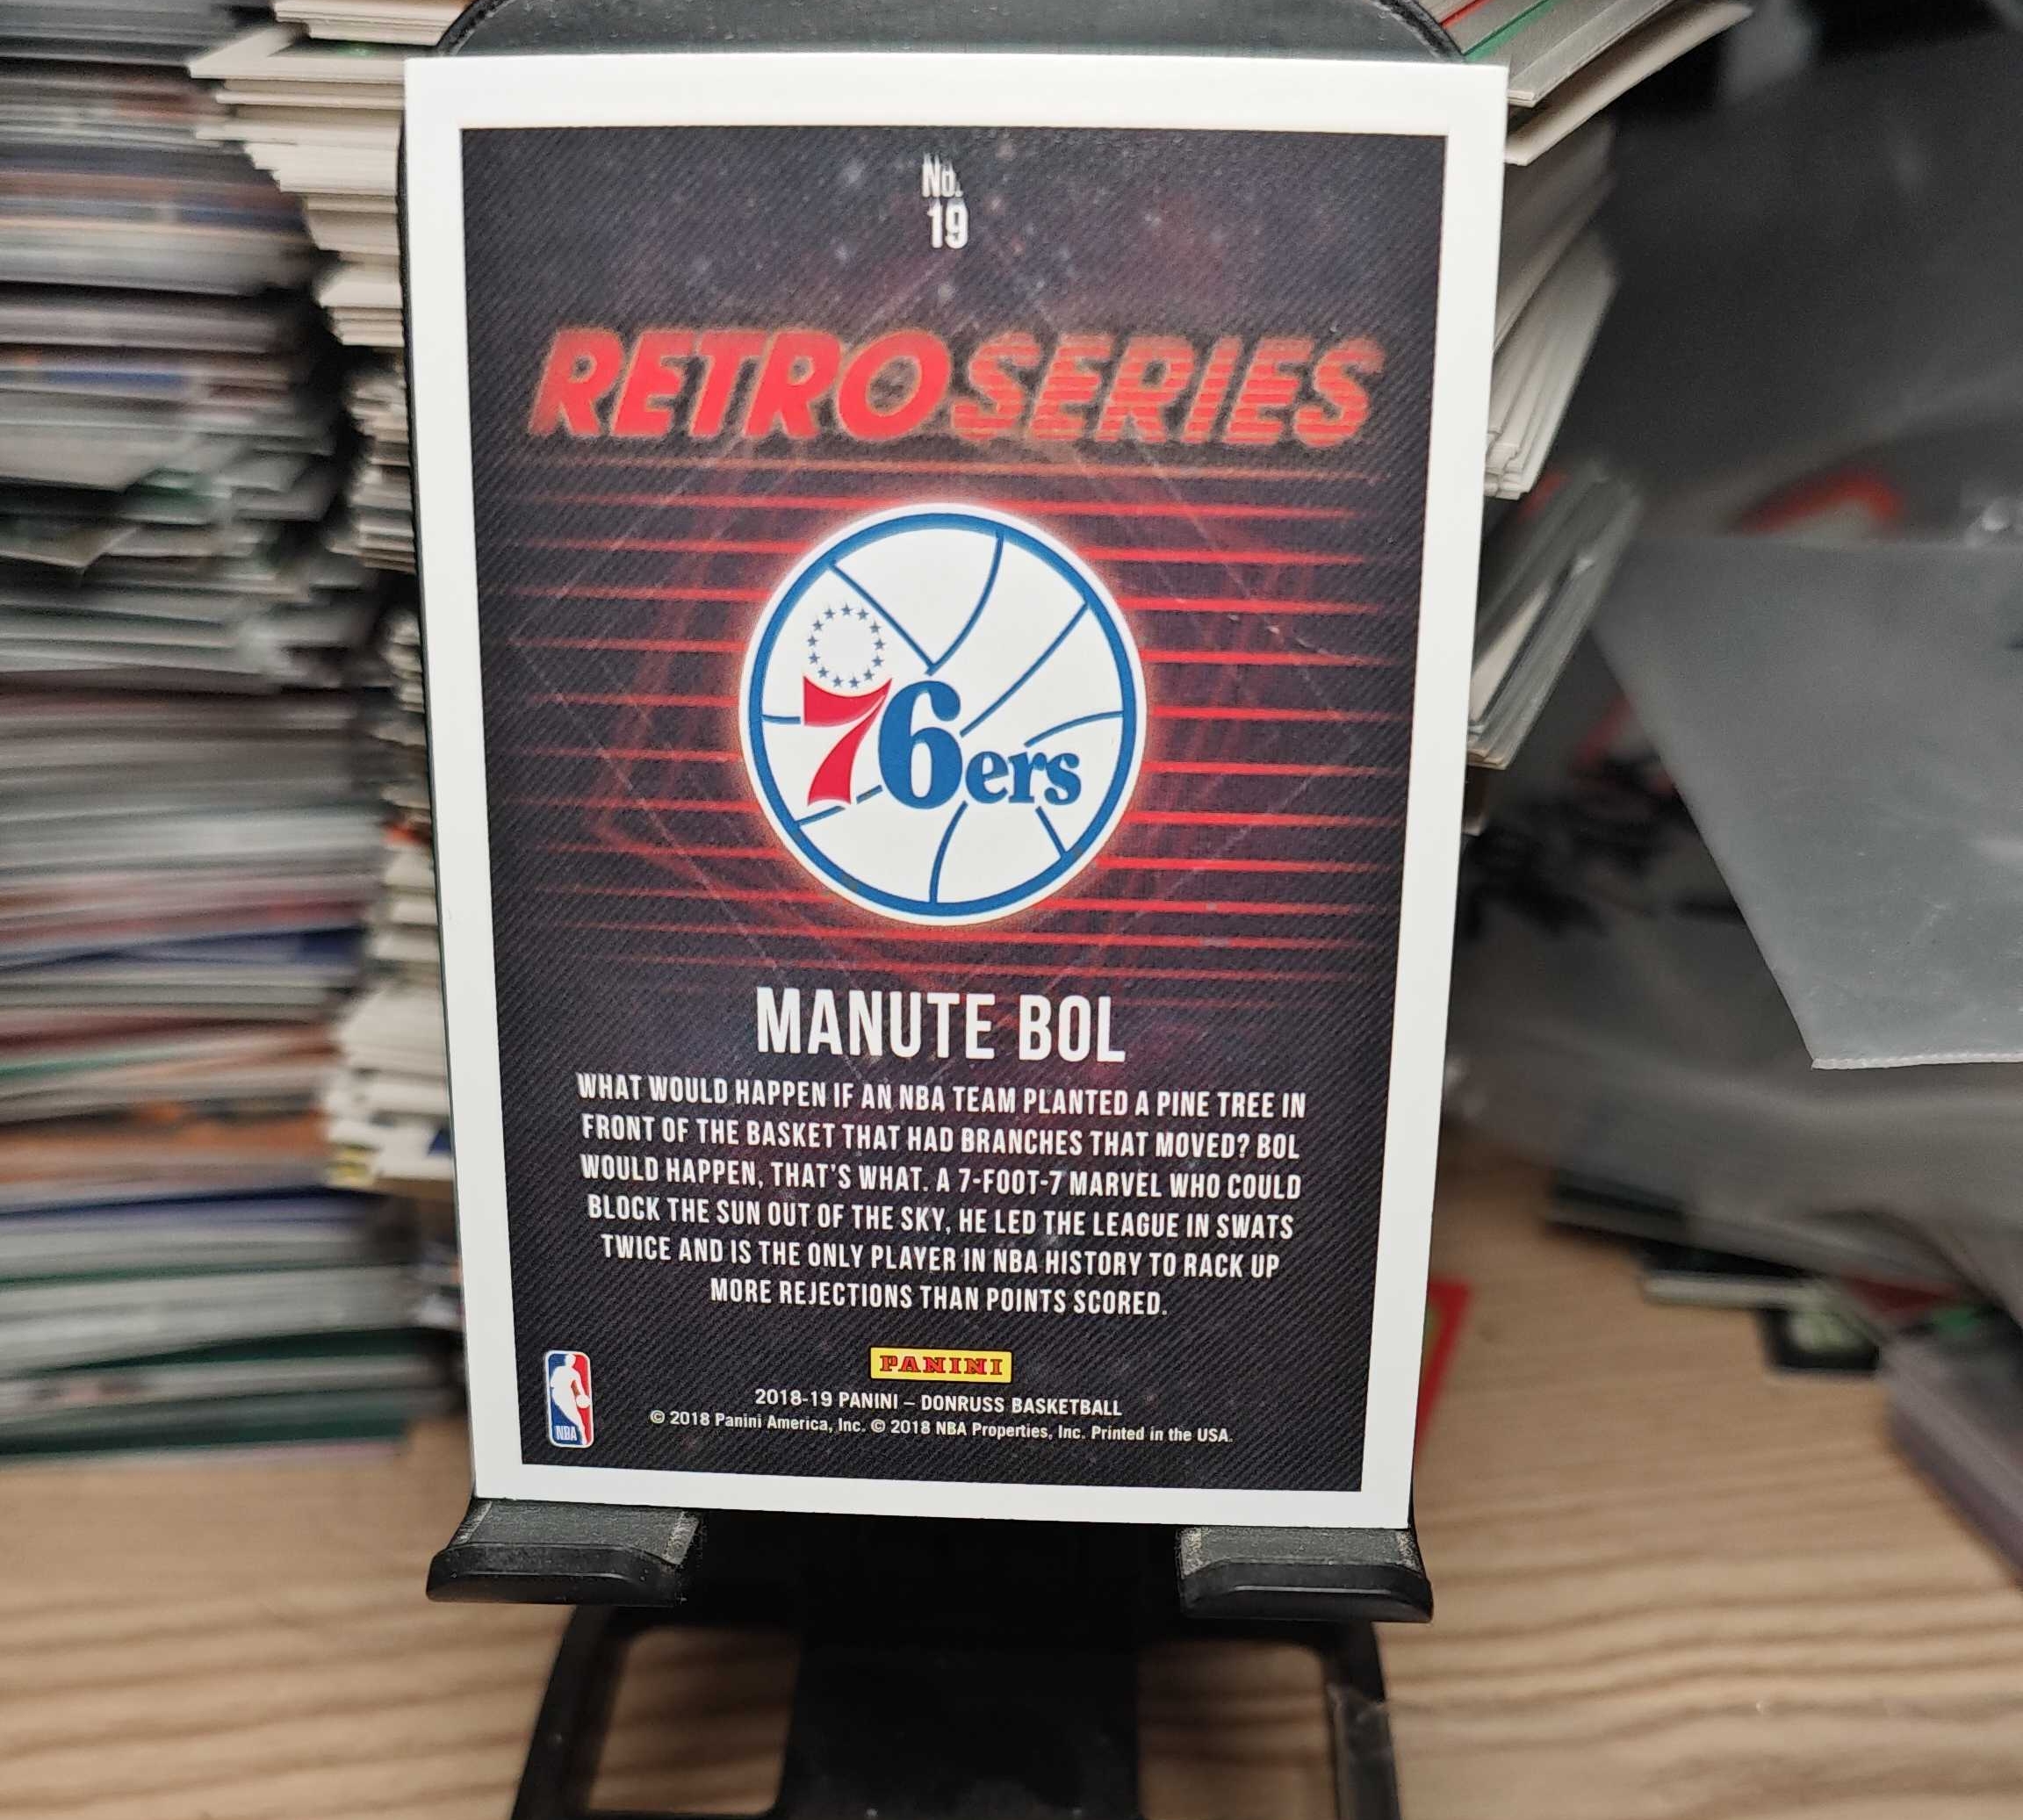 No.
19
RETRO SERIES
76ers
MANUTE BOL
WHAT WOULD HAPPEN IF AN NBA TEAM PLANTED A PINE TREE IN
FRONT OF THE BASKET THAT HAD BRANCHES THAT MOVED? BOL
WOULD HAPPEN, THAT'S WHAT. A 7-FOOT-7 MARVEL WHO COULD
BLOCK THE SUN OUT OF THE SKY, HE LED THE LEAGUE IN SWATS
TWICE AND IS THE ONLY PLAYER IN NBA HISTORY TO RACK UP
MORE REJECTIONS THAN POINTS SCORED.
PANINI
2018-19 PANINI – DONRUSS BASKETBALL
© 2018 Panini America, Inc. © 2018 NBA Properties, Inc. Printed in the USA.
NBA